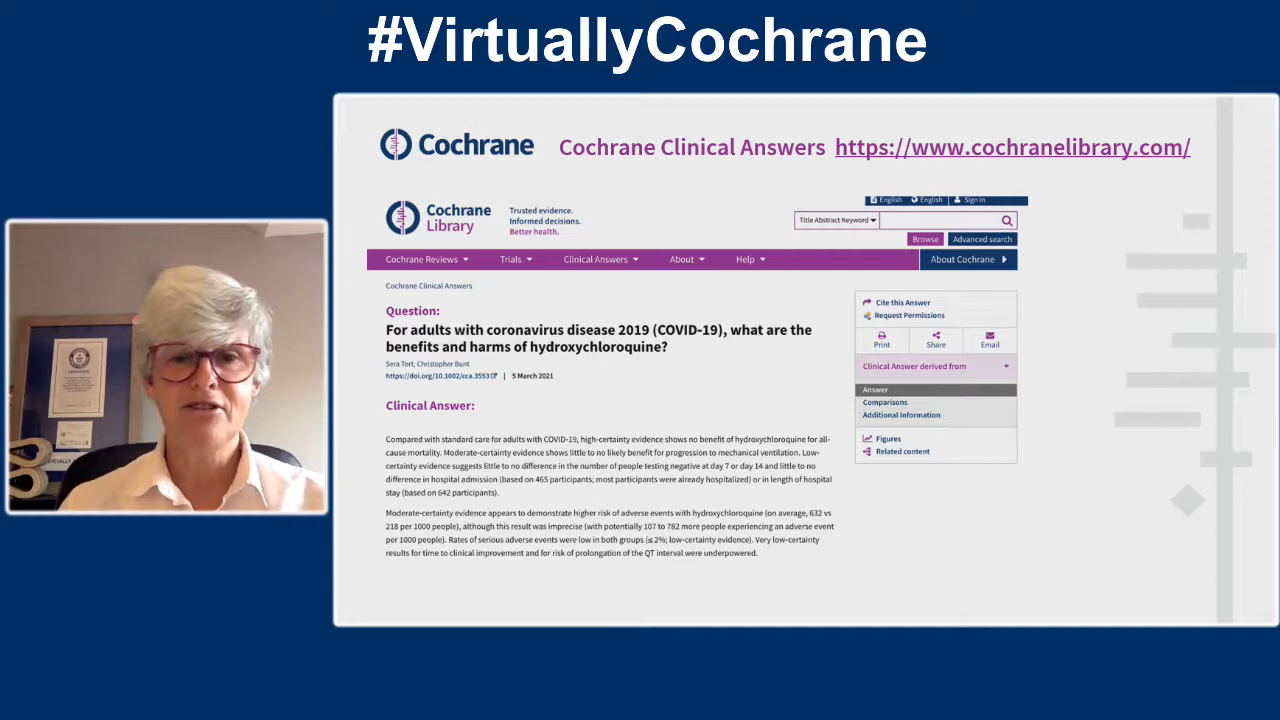 #VirtuallyCochrane
Cochrane
Cochrane Clinical Answers https://www.cochranelibrary.com/
English
English
Sign In
Cochrane
Library
Trusted evidence.
Informed decisions.
Better health.
Title Abstract Keyword
Browse
Advanced search
Cochrane Reviews
Trials
Clinical Answers
About
Help
About Cochrane
Cochrane Clinical Answers
Question:
For adults with coronavirus disease 2019 (COVID-19), what are the
benefits and harms of hydroxychloroquine?
Sera Tort, Christopher Bunt
https://doi.org/10.1002/cca.3553 | 5 March 2021
Clinical Answer:
Compared with standard care for adults with COVID-19, high-certainty evidence shows no benefit of hydroxychloroquine for all-
cause mortality. Moderate-certainty evidence shows little to no likely benefit for progression to mechanical ventilation. Low-
certainty evidence suggests little to no difference in the number of people testing negative at day 7 or day 14 and little to no
difference in hospital admission (based on 465 participants; most participants were already hospitalized) or in length of hospital
stay (based on 642 participants).
Moderate-certainty evidence appears to demonstrate higher risk of adverse events with hydroxychloroquine (on average, 632 vs
218 per 1000 people), although this result was imprecise (with potentially 107 to 782 more people experiencing an adverse event
per 1000 people). Rates of serious adverse events were low in both groups (≤ 2%; low-certainty evidence). Very low-certainty
results for time to clinical improvement and for risk of prolongation of the QT interval were underpowered.
Cite this Answer
Request Permissions
Print
Share
Email
Clinical Answer derived from
Answer
Comparisons
Additional Information
Figures
Related content